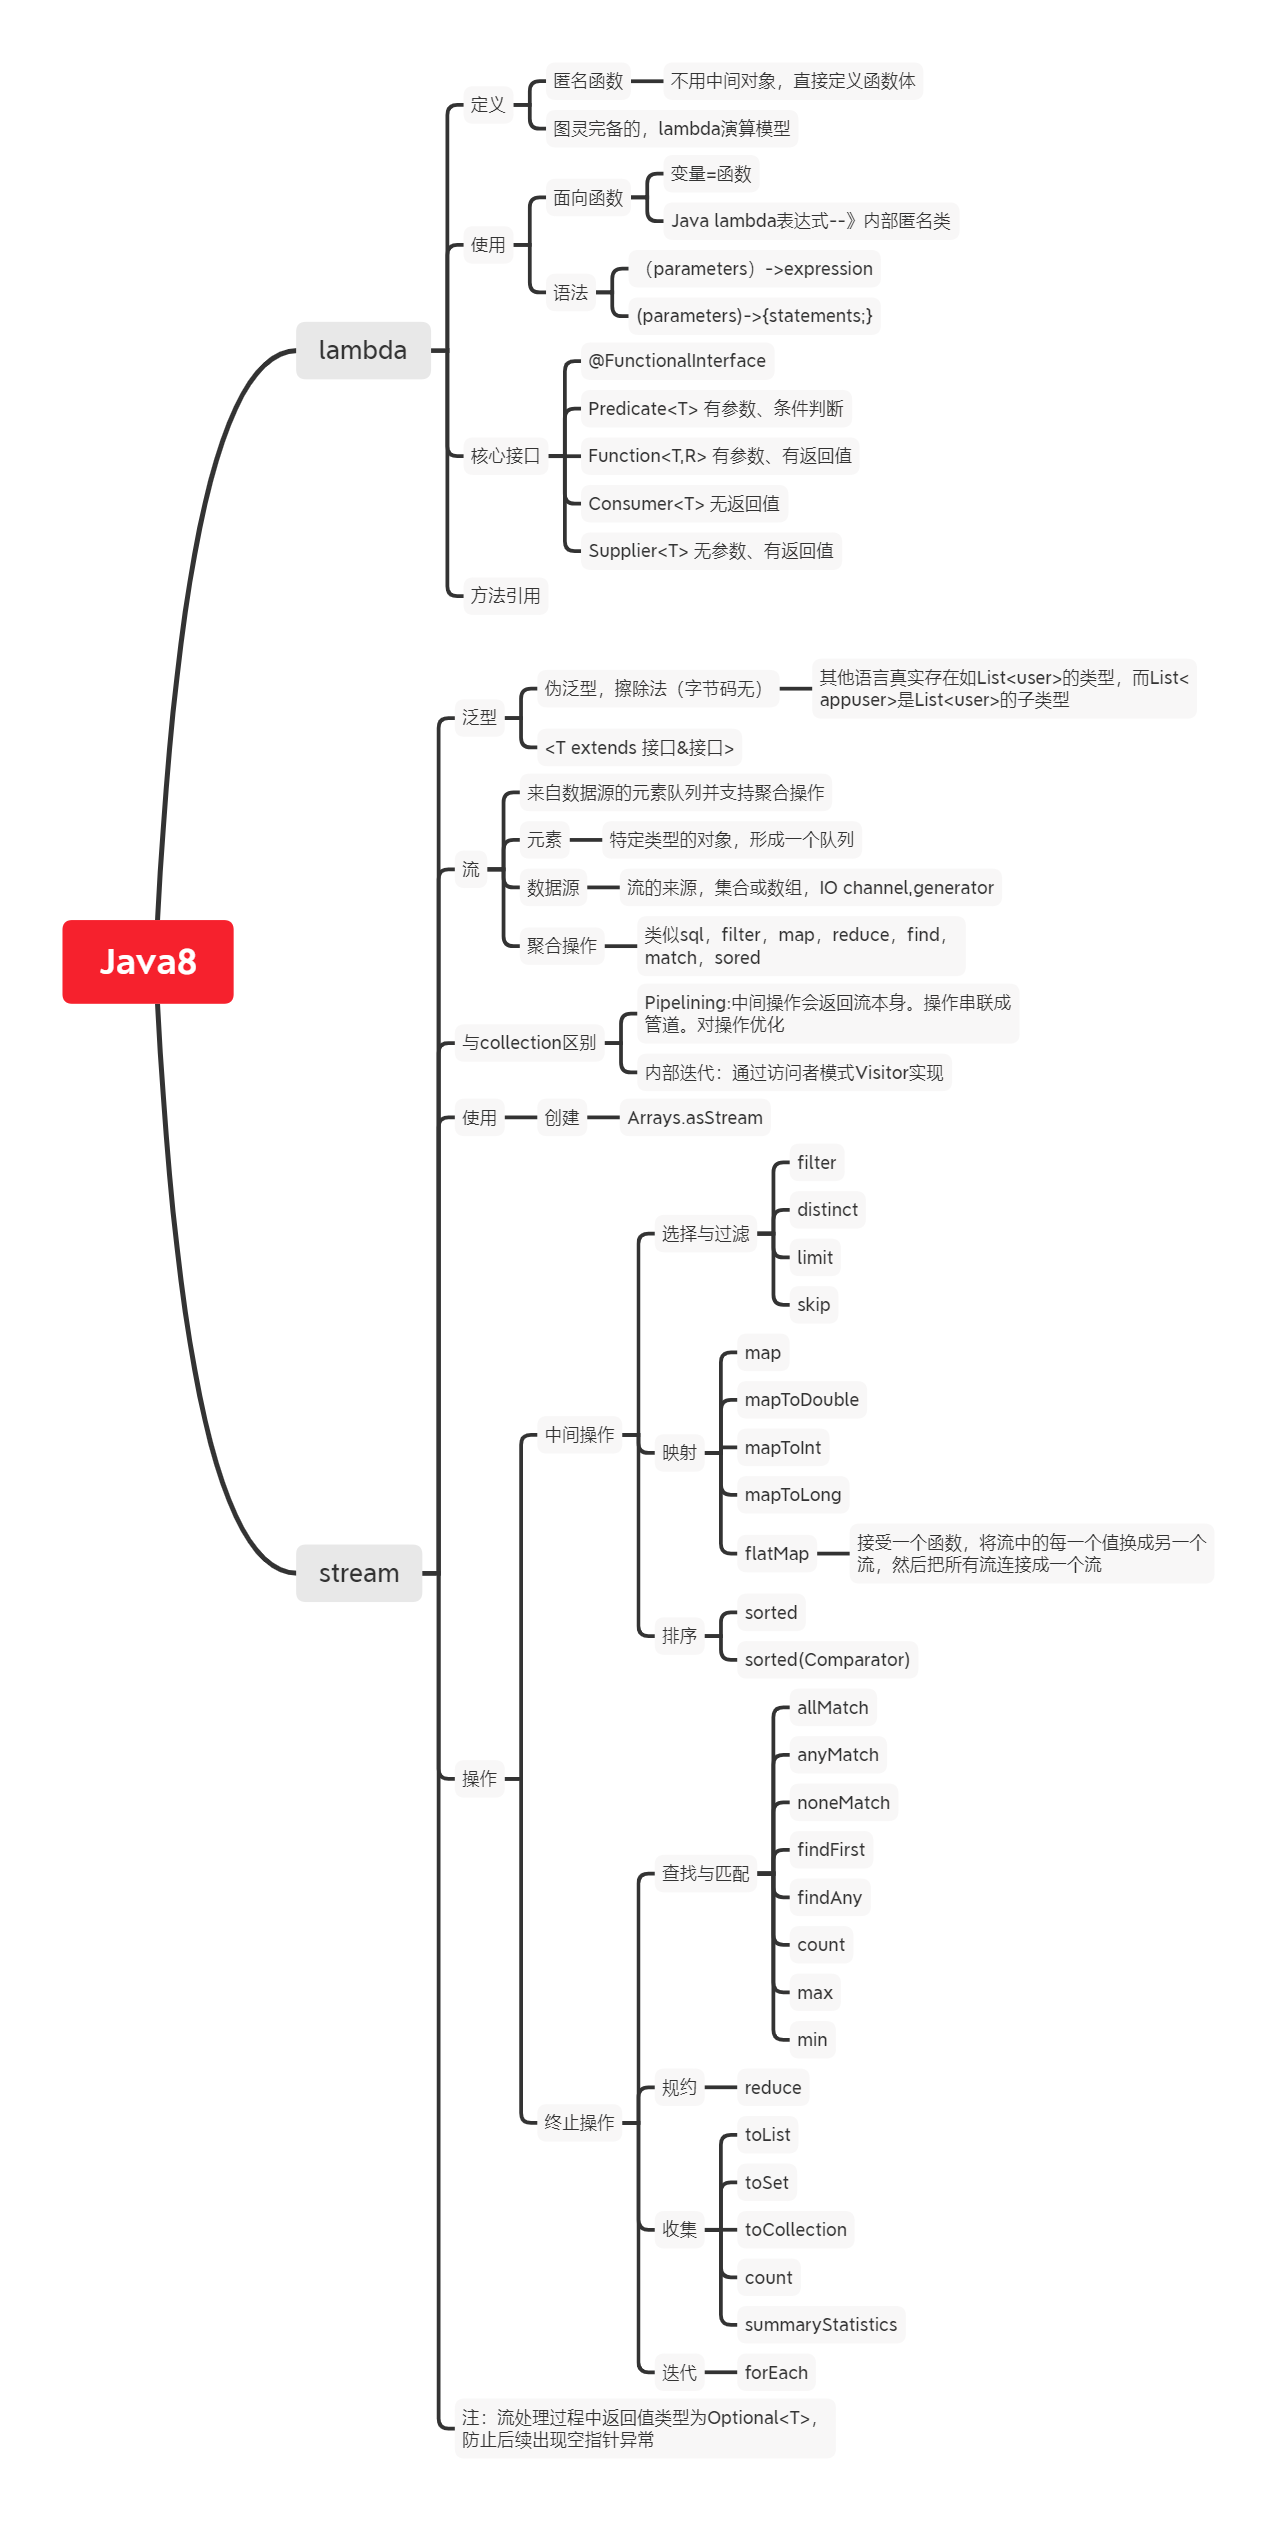 Java8
lambda
定义
匿名函数
不用中间对象，直接定义函数体
图灵完备的，lambda演算模型
使用
面向函数
变量=函数
Java lambda表达式--》内部匿名类
语法
（parameters）->expression
(parameters)->{statements;}
核心接口
@FunctionalInterface
Predicate<T> 有参数、条件判断
Function<T,R> 有参数、有返回值
Consumer<T> 无返回值
Supplier<T> 无参数、有返回值
方法引用
stream
泛型
伪泛型，擦除法（字节码无）
其他语言真实存在如List<user>的类型，而List<
appuser>是List<user>的子类型
<T extends 接口&接口>
流
来自数据源的元素队列并支持聚合操作
元素
特定类型的对象，形成一个队列
数据源
流的来源，集合或数组，IO channel,generator
聚合操作
类似sql，filter，map，reduce，find，
match，sored
与collection区别
Pipelining:中间操作会返回流本身。操作串联成
管道。对操作优化
内部迭代：通过访问者模式Visitor实现
使用
创建
Arrays.asStream
操作
中间操作
选择与过滤
filter
distinct
limit
skip
映射
map
mapToDouble
mapToInt
mapToLong
flatMap
接受一个函数，将流中的每一个值换成另一个
流，然后把所有流连接成一个流
排序
sorted
sorted(Comparator)
终止操作
查找与匹配
allMatch
anyMatch
noneMatch
findFirst
findAny
count
max
min
规约
reduce
收集
toList
toSet
toCollection
count
summaryStatistics
迭代
forEach
注：流处理过程中返回值类型为Optional<T>，
防止后续出现空指针异常